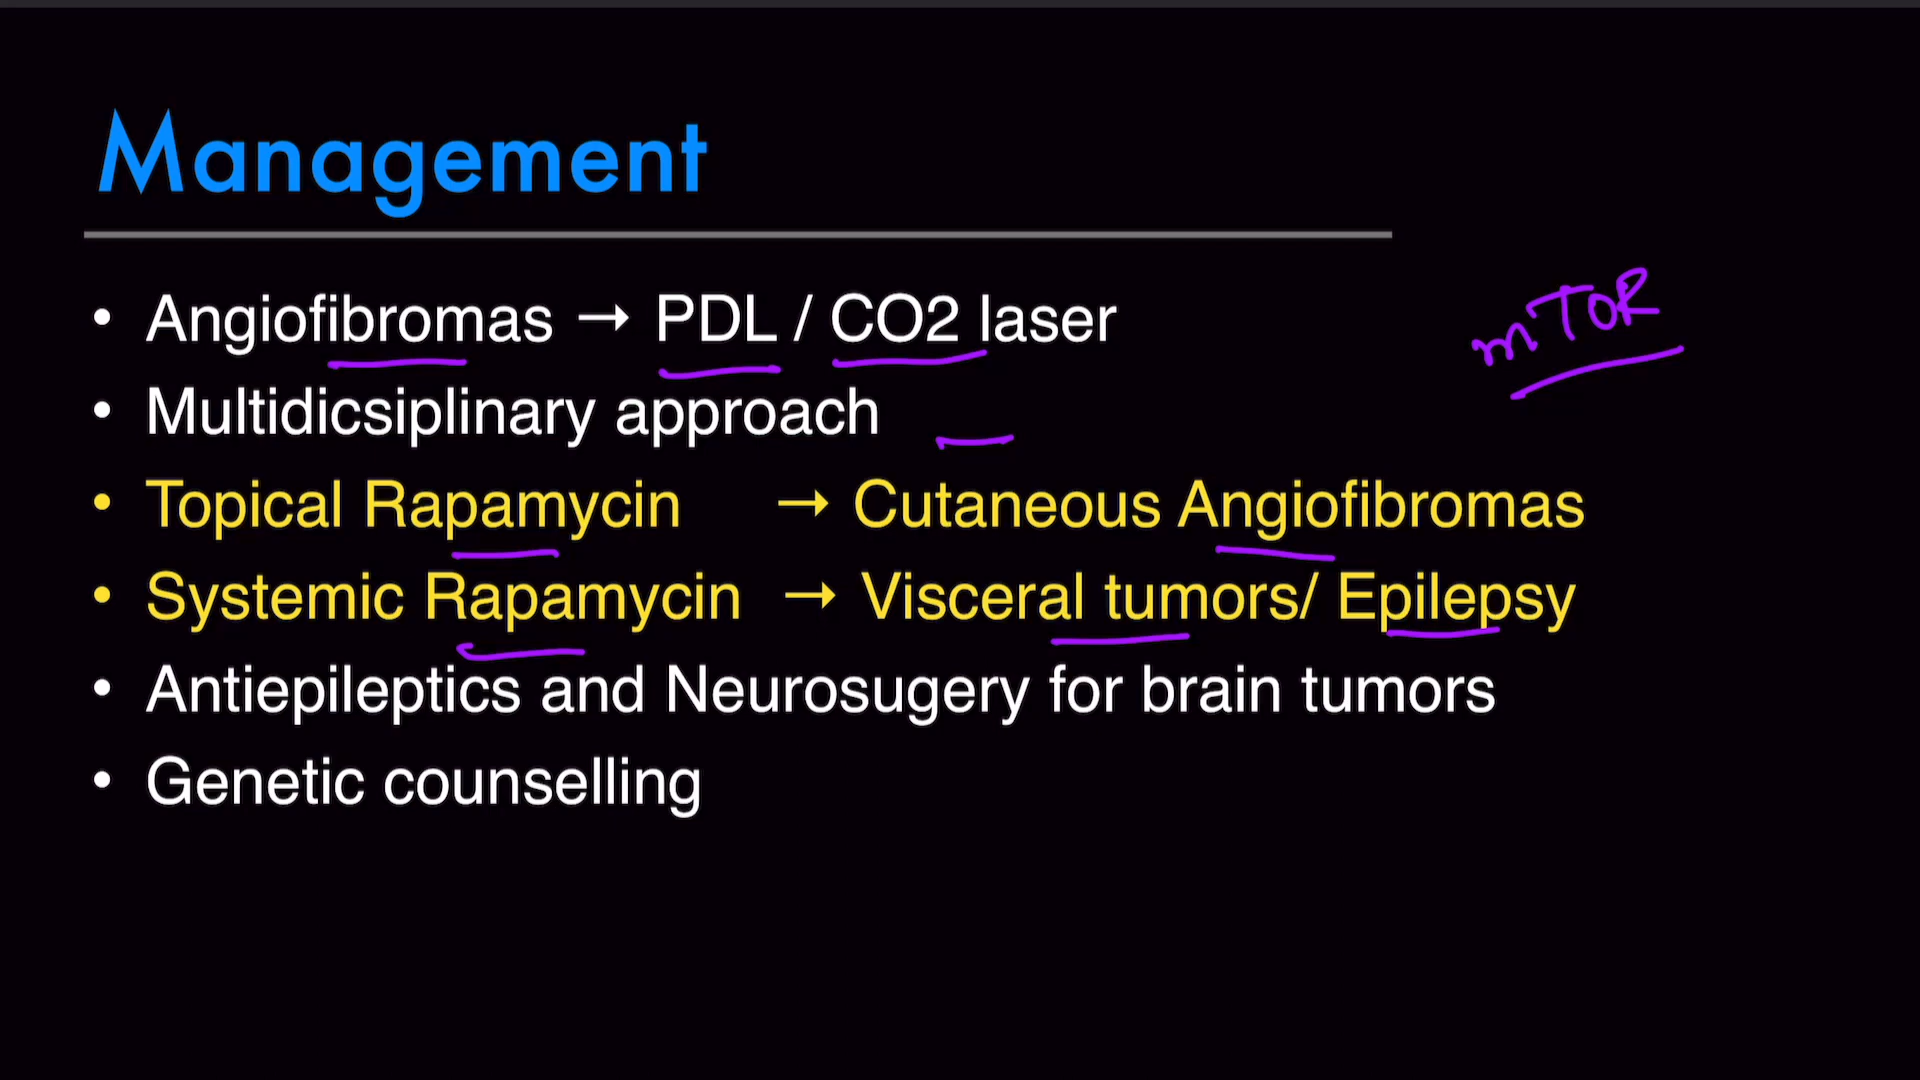 Management
• Angiofibromas → PDL / CO2 laser
mTOR
• Multidicsiplinary approach
• Topical Rapamycin → Cutaneous Angiofibromas
• Systemic Rapamycin → Visceral tumors/ Epilepsy
• Antiepileptics and Neurosugery for brain tumors
• Genetic counselling